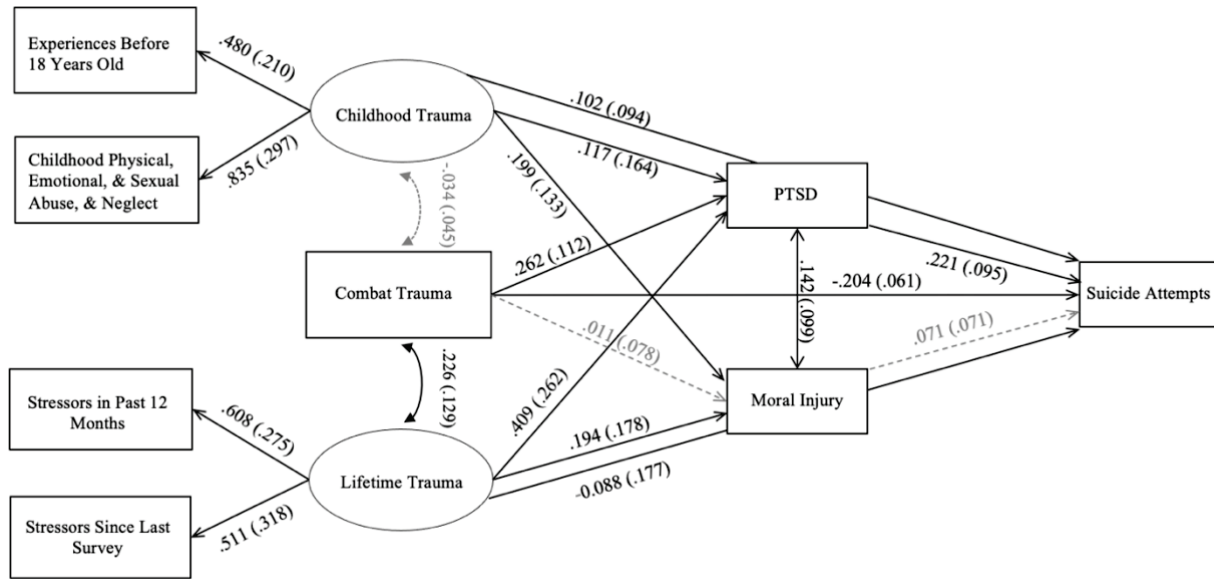 Experiences Before
18 Years Old
.480 (.210)
Childhood Physical,
Emotional, & Sexual
Abuse, & Neglect
.835 (.297)
Childhood Trauma
.102 (.094)
.117 (.164)
.199 (.133)
-.034 (.045)
PTSD
.262 (.112)
.221 (.095)
Combat Trauma
-.204 (.061)
Suicide Attempts
.142 (.099)
.011 (.078)
.071 (.071)
.226 (.129)
.409 (.262)
Stressors in Past 12
Months
.608 (.275)
Moral Injury
.194 (.178)
-0.088 (.177)
Lifetime Trauma
Stressors Since Last
Survey
.511 (.318)